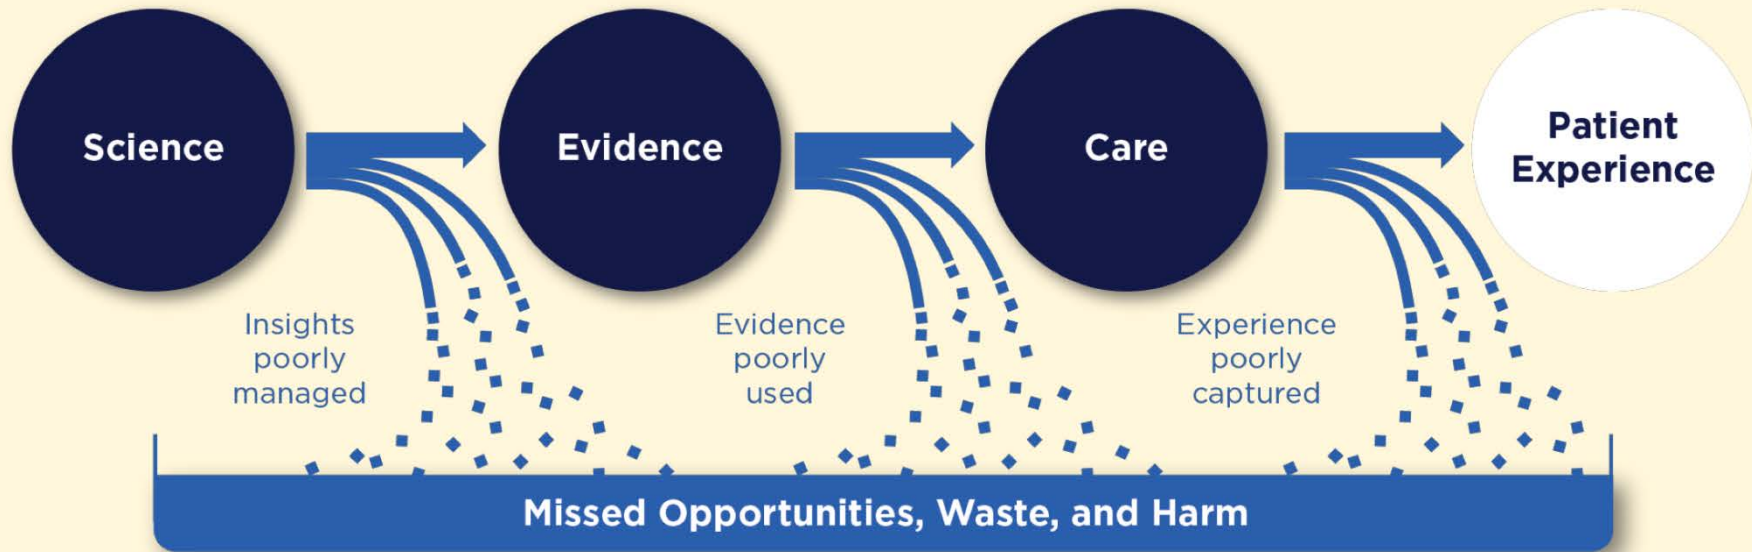 Science
Evidence
Care
Patient
Experience
Insights
poorly
managed
Evidence
poorly
used
Experience
poorly
captured
Missed Opportunities, Waste, and Harm